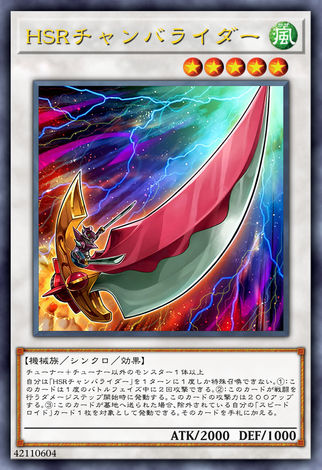 HSRチャンバライダー 風
【機械族／シンクロ／効果】
チューナー＋チューナー以外のモンスター１体以上
自分は「HSRチャンバライダー」を１ターンに１度しか特殊召喚できない。①：こ
のカードは１度のバトルフェイズ中に２回攻撃できる。②：このカードが戦闘を
行うダメージステップ開始時に発動する。このカードの攻撃力は２００アップ
する。③：このカードが墓地へ送られた場合、除外されている自分の「スピード
ロイド」カード１枚を対象として発動できる。そのカードを手札に加える。
ATK/2000 DEF/1000
42110604